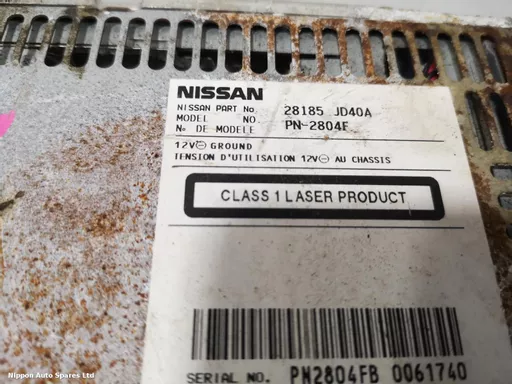 NISSAN
NISSAN PART No. 28185 JD40A
MODEL NO. PN-2804F
No. DE MODELE
12V⊖ GROUND
TENSION D'UTILISATION 12V⊖ AU CHASSIS
CLASS 1 LASER PRODUCT
SERIAL NO. PN2804FB 0061740
Nippon Auto Spares Ltd /